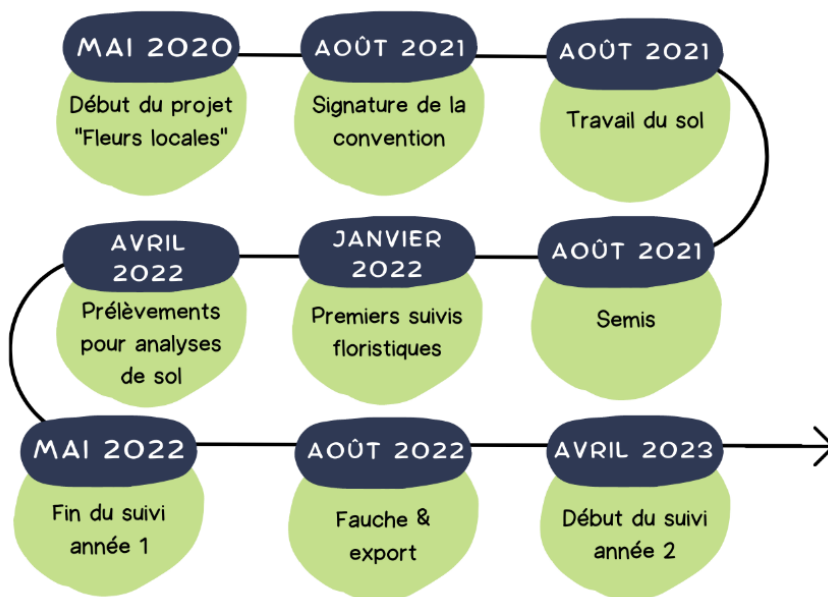 MAI 2020
Début du projet
"Fleurs locales"
AOÛT 2021
Signature de la
convention
AOÛT 2021
Travail du sol
AOÛT 2021
Semis
JANVIER
2022
Premiers suivis
floristiques
AVRIL
2022
Prélèvements
pour analyses
de sol
MAI 2022
Fin du suivi
année 1
AOÛT 2022
Fauche &
export
AVRIL 2023
Début du suivi
année 2